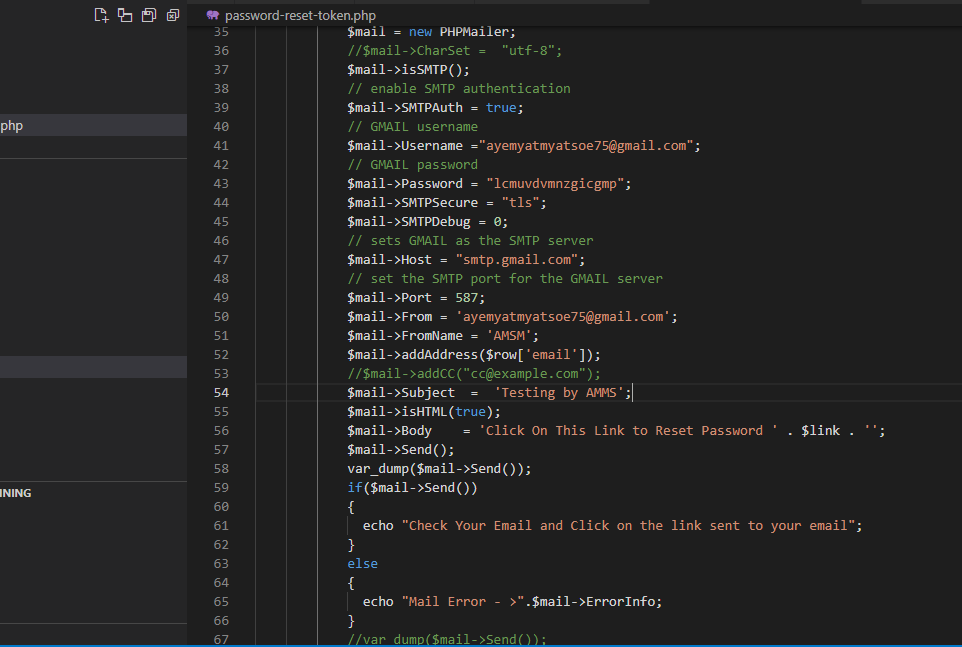 password-reset-token.php
35 $mail = new PHPMailer;
36 //$mail->CharSet =  "utf-8";
37 $mail->isSMTP();
38 // enable SMTP authentication
39 $mail->SMTPAuth = true;
php
40 // GMAIL username
41 $mail->Username ="ayemyatmyatsoe75@gmail.com";
42 // GMAIL password
43 $mail->Password = "lcmuvdvmnzgicgmp";
44 $mail->SMTPSecure = "tls";
45 $mail->SMTPDebug = 0;
46 // sets GMAIL as the SMTP server
47 $mail->Host = "smtp.gmail.com";
48 // set the SMTP port for the GMAIL server
49 $mail->Port = 587;
50 $mail->From = 'ayemyatmyatsoe75@gmail.com';
51 $mail->FromName = 'AMSM';
52 $mail->addAddress($row['email']);
53 //$mail->addCC("cc@example.com");
54 $mail->Subject  =  'Testing by AMMS';
55 $mail->isHTML(true);
56 $mail->Body    = 'Click On This Link to Reset Password ' . $link . '';
57 $mail->Send();
58 var_dump($mail->Send());
59 if($mail->Send())
INING
60 {
61 echo "Check Your Email and Click on the link sent to your email";
62 }
63 else
64 {
65 echo "Mail Error - >".$mail->ErrorInfo;
66 }
67 //var_dump($mail->Send());